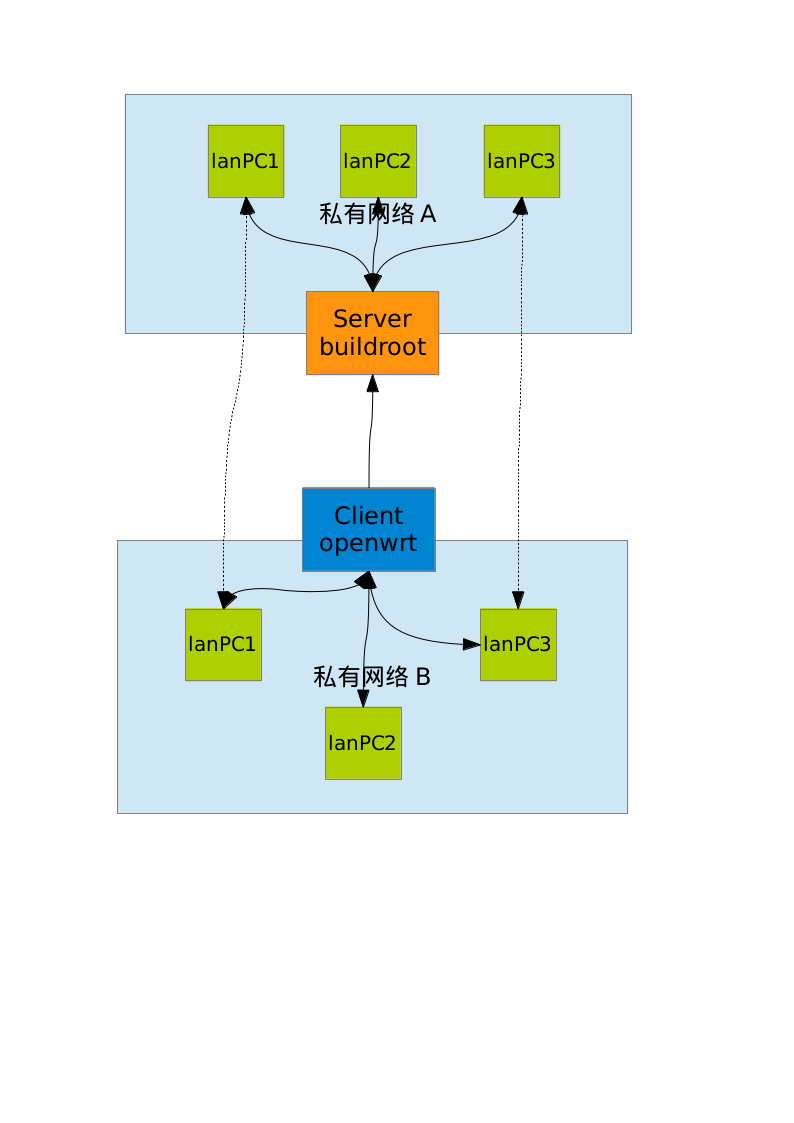 lanPC1
lanPC2
lanPC3
私有网络 A
Server
buildroot
Client
openwrt
lanPC1
lanPC3
私有网络 B
lanPC2